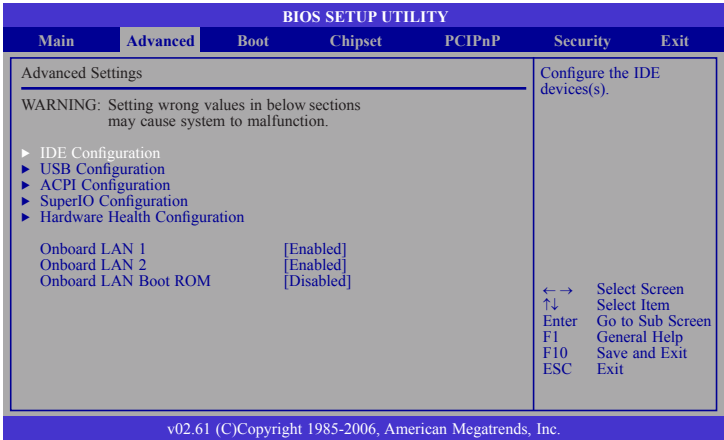 BIOS SETUP UTILITY
Main Advanced Boot Chipset PCIPnP Security Exit
Advanced Settings
WARNING: Setting wrong values in below sections
may cause system to malfunction.
► IDE Configuration
► USB Configuration
► ACPI Configuration
► SuperIO Configuration
► Hardware Health Configuration
Onboard LAN 1 [Enabled]
Onboard LAN 2 [Enabled]
Onboard LAN Boot ROM [Disabled]
Configure the IDE
devices(s).
←→ Select Screen
↑↓ Select Item
Enter Go to Sub Screen
F1 General Help
F10 Save and Exit
ESC Exit
v02.61 (C)Copyright 1985-2006, American Megatrends, Inc.